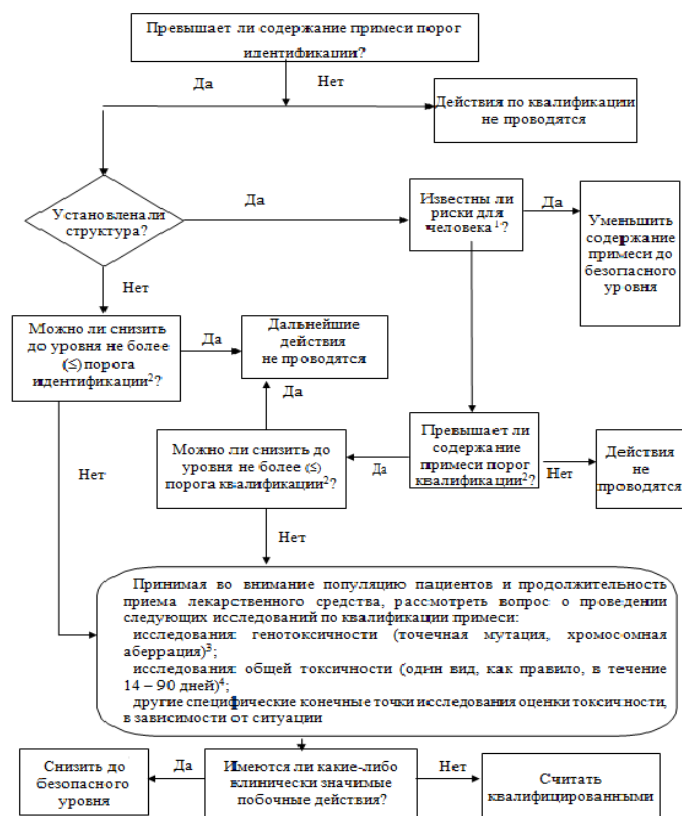 Превышает ли содержание примеси порог
идентификации?
Да
Нет
Действия по квалификации
не проводятся
Установленали
структура?
Да
Известны ли
риски для
человека¹?
Да
Уменьшить
содержание
примеси до
безопасного
уровня
Нет
Можно ли снизить
до уровня не более
(≤) порога
идентификации²?
Да
Дальнейшие
действия
не проводятся
Да
Нет
Можно ли снизить до
уровня не более (≤)
порога квалификации²?
Да
Превышает ли
содержание
примеси порог
квалификации²?
Нет
Действия
не
проводятся
Нет
Принимая во внимание популяцию пациентов и продолжительность
приема лекарственного средства, рассмотреть вопрос о проведении
следующих исследований по квалификации примеси:
исследования генотоксичности (точечная мутация, хромосомная
аберрация)³;
исследования общей токсичности (один вид, как правило, в течение
14 – 90 дней)⁴;
другие специфические конечные точки исследования оценки токсичности,
в зависимости от ситуации
Снизить до
безопасного
уровня
Да
Имеются ли какие-либо
клинически значимые
побочные действия?
Нет
Считать
квалифицированными